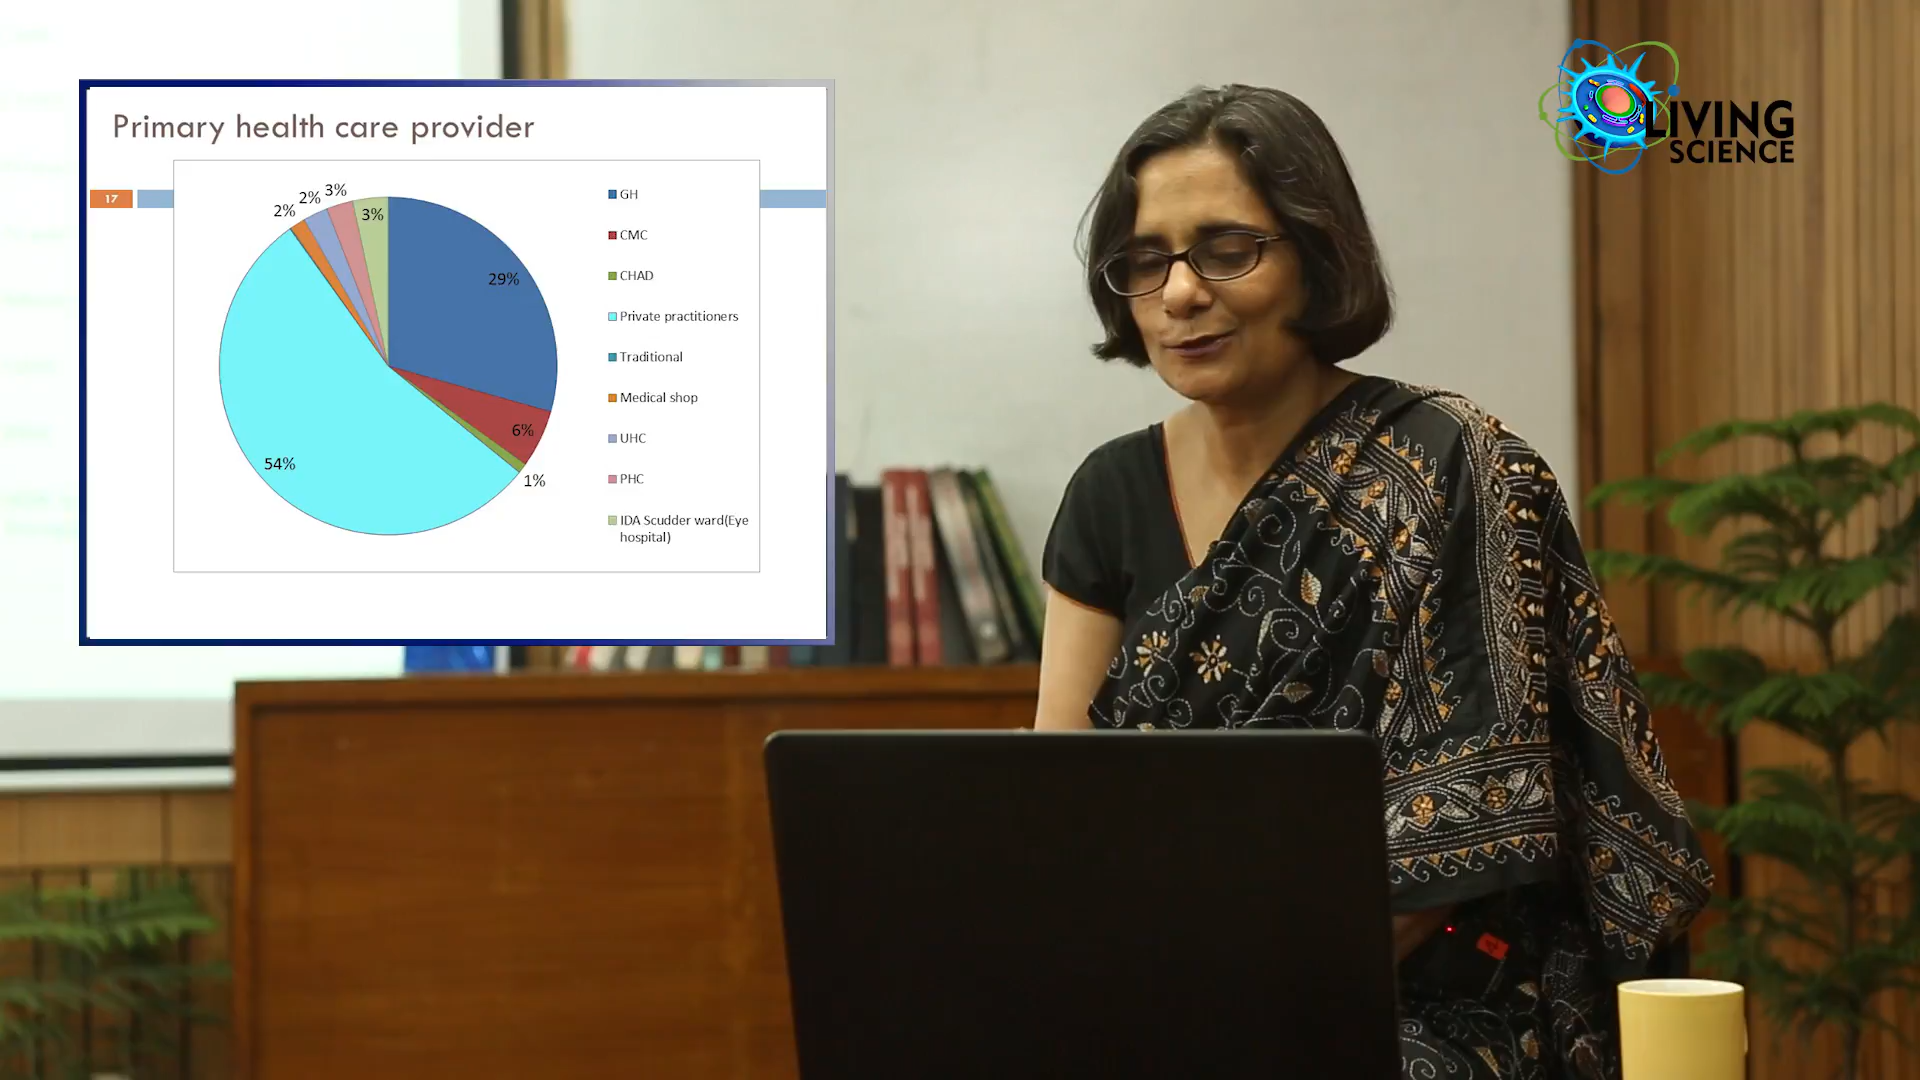 Primary health care provider
17
2%
2%
3%
3%
29%
6%
1%
54%
GH
CMC
CHAD
Private practitioners
Traditional
Medical shop
UHC
PHC
IDA Scudder ward(Eye
hospital)
LIVING
SCIENCE